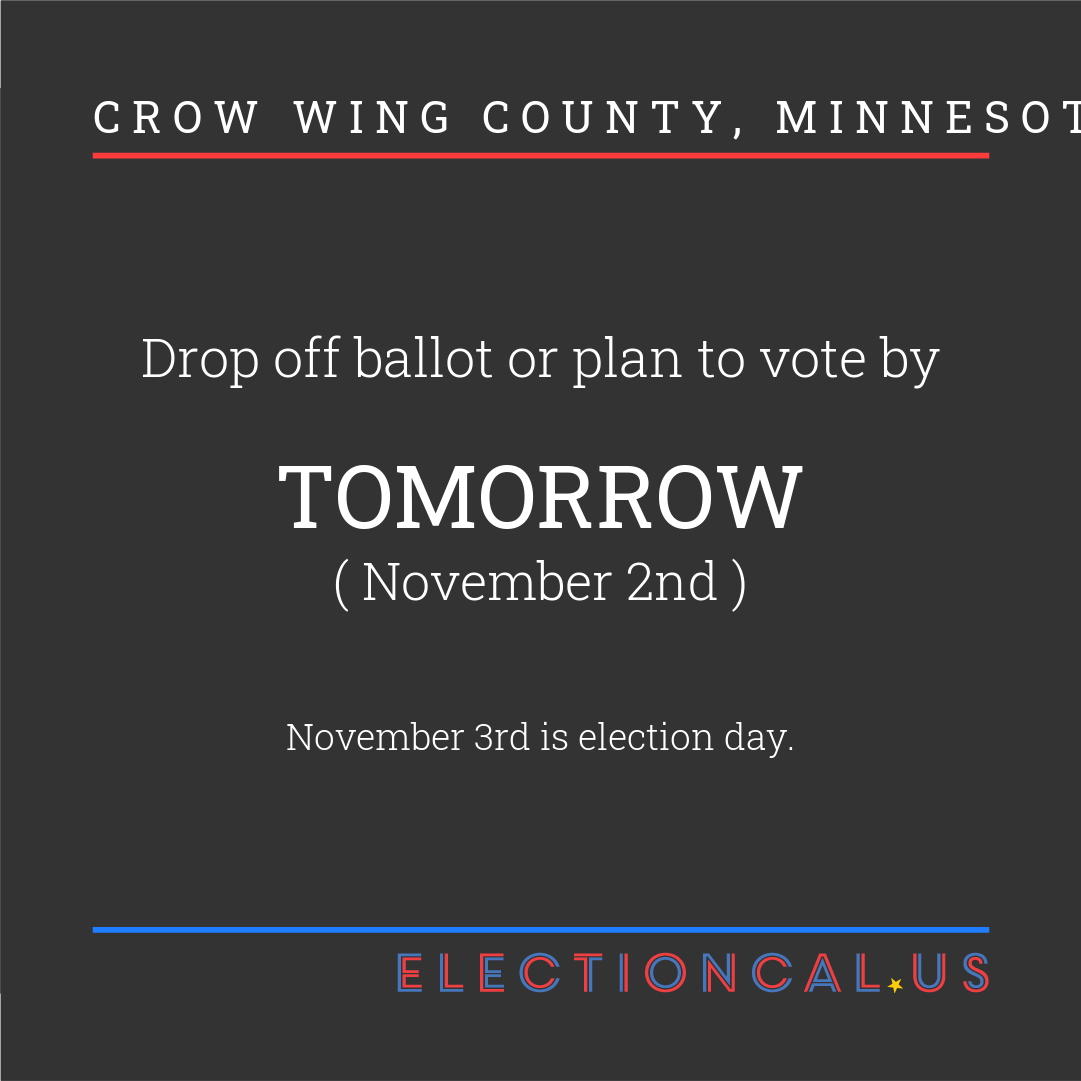 CROW WING COUNTY, MINNESOT
Drop off ballot or plan to vote by
TOMORROW
( November 2nd )
November 3rd is election day.
ELECTIONCAL.US